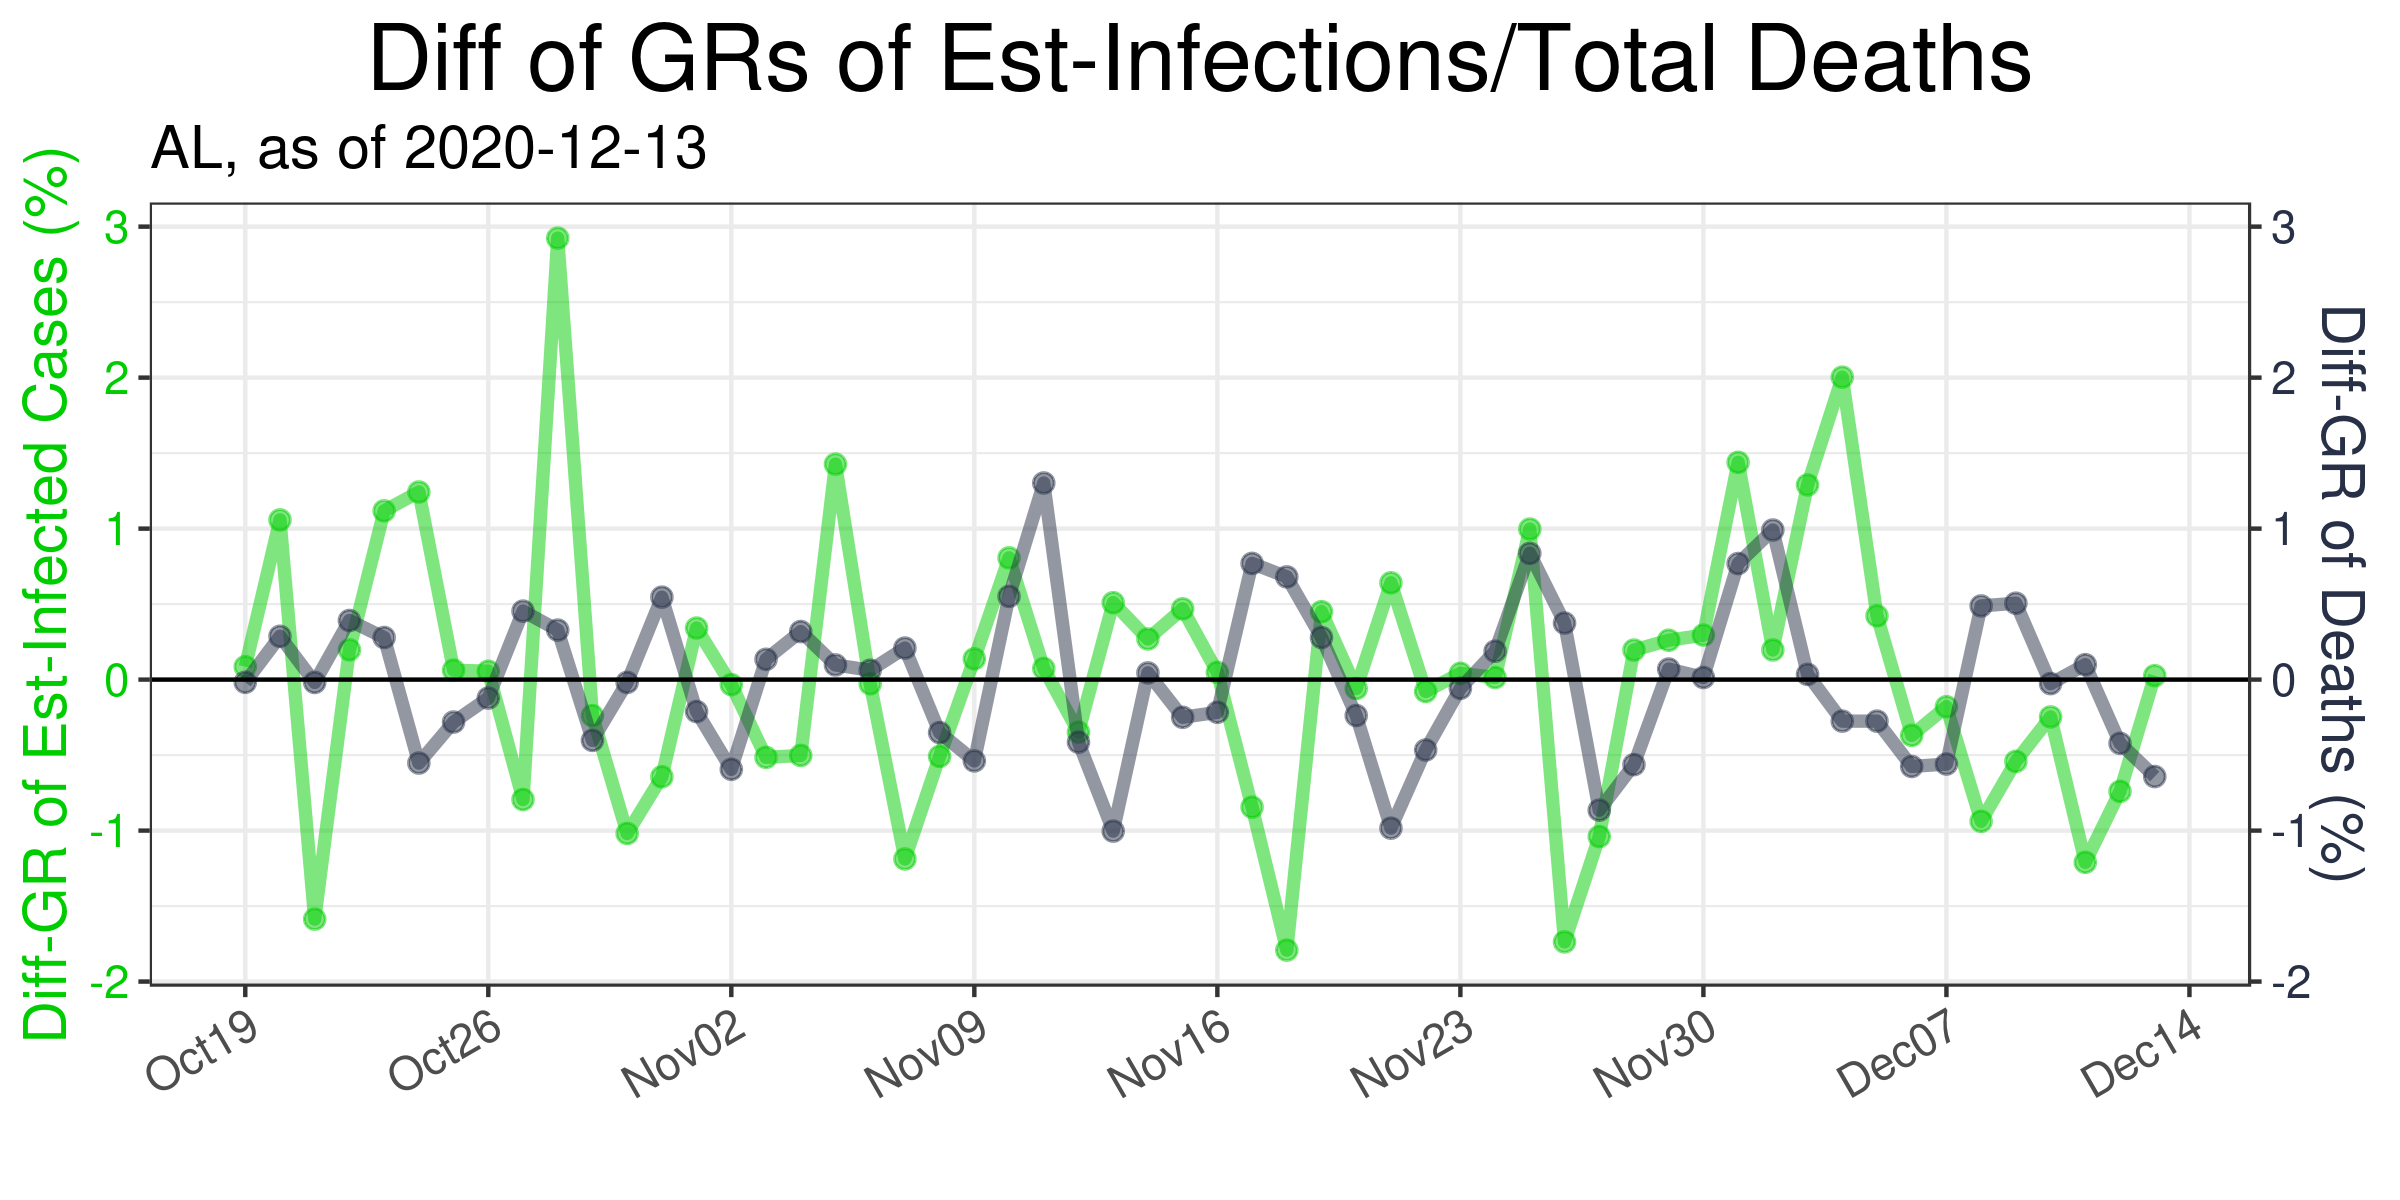 Diff of GRs of Est-Infections/Total Deaths
AL, as of 2020-12-13
Diff-GR of Est-Infected Cases (%)
3
2
1
0
-1
-2
3
2
1
0
-1
-2
Diff-GR of Deaths (%)
Oct19
Oct26
Nov02
Nov09
Nov16
Nov23
Nov30
Dec07
Dec14